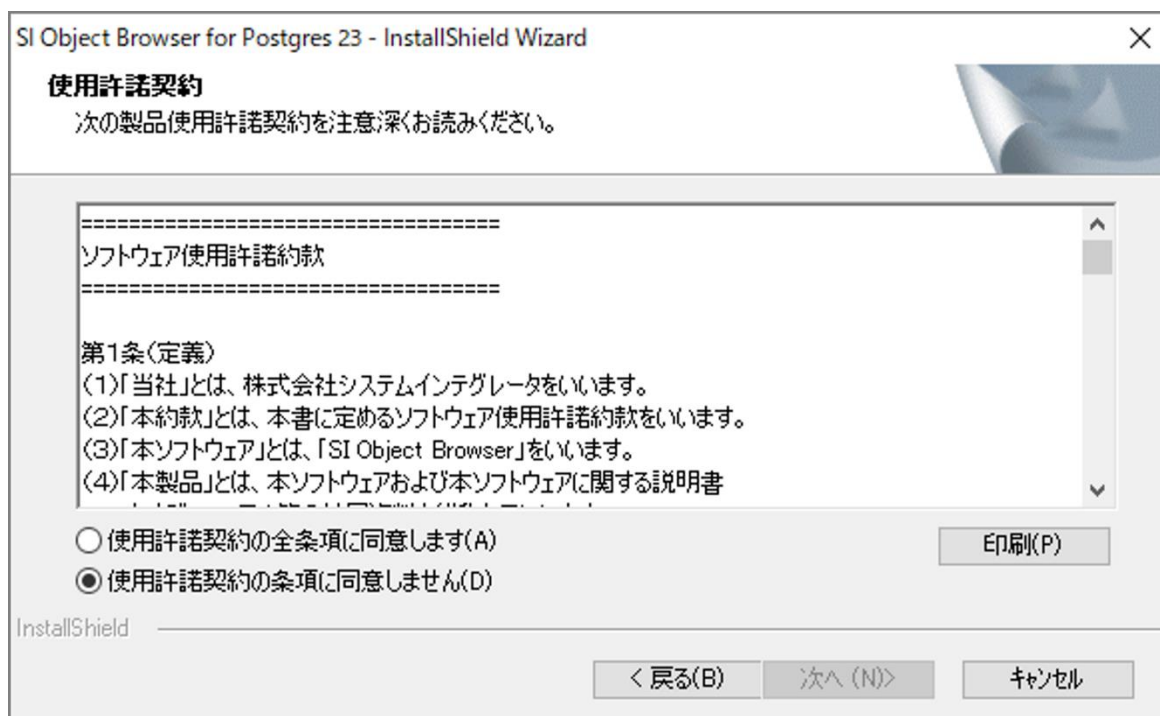 SI Object Browser for Postgres 23 - InstallShield Wizard
使用許諾契約
次の製品使用許諾契約を注意深くお読みください。
===================================
ソフトウェア使用許諾約款
===================================
第1条(定義)
(1)「当社」とは、株式会社システムインテグレータをいいます。
(2)「本約款」とは、本書に定めるソフトウェア使用許諾約款をいいます。
(3)「本ソフトウェア」とは、「SI Object Browser」をいいます。
(4)「本製品」とは、本ソフトウェアおよび本ソフトウェアに関する説明書
使用許諾契約の全条項に同意します(A)
印刷(P)
使用許諾契約の条項に同意しません(D)
InstallShield
< 戻る(B)
次へ (N)>
キャンセル